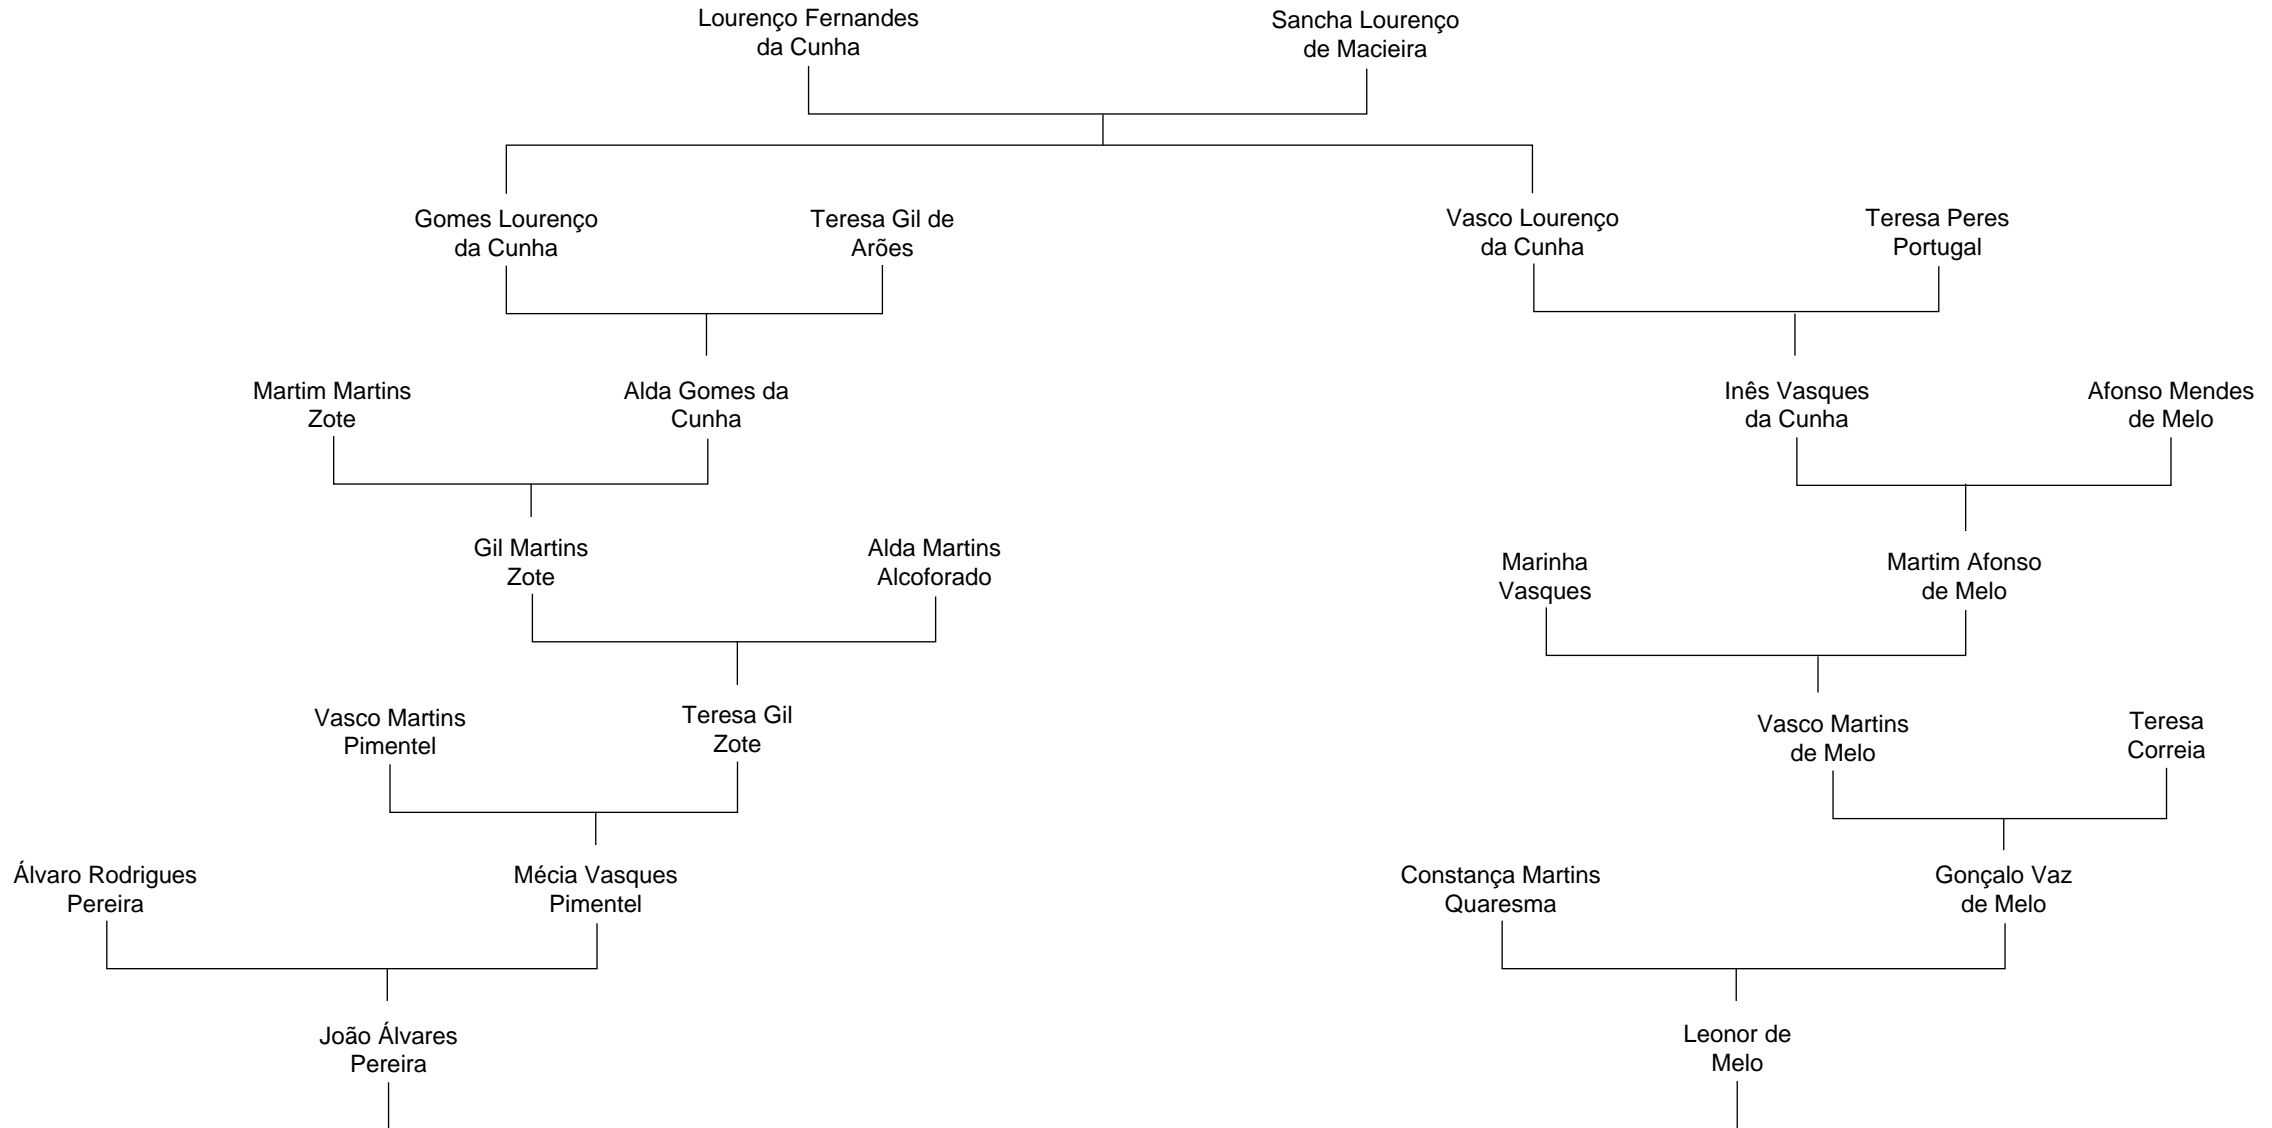 Lourenço Fernandes
da Cunha
Sancha Lourenço
de Macieira
Gomes Lourenço
da Cunha
Teresa Gil de
Arões
Vasco Lourenço
da Cunha
Teresa Peres
Portugal
Martim Martins
Zote
Alda Gomes da
Cunha
Inês Vasques
da Cunha
Afonso Mendes
de Melo
Gil Martins
Zote
Alda Martins
Alcoforado
Marinha
Vasques
Martim Afonso
de Melo
Vasco Martins
Pimentel
Teresa Gil
Zote
Vasco Martins
de Melo
Teresa
Correia
Álvaro Rodrigues
Pereira
Mécia Vasques
Pimentel
Constança Martins
Quaresma
Gonçalo Vaz
de Melo
João Álvares
Pereira
Leonor de
Melo